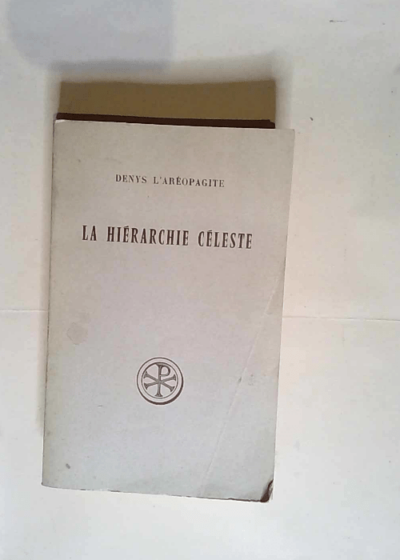 DENYS L'ARÉOPAGITE
LA HIÉRARCHIE CÉLESTE